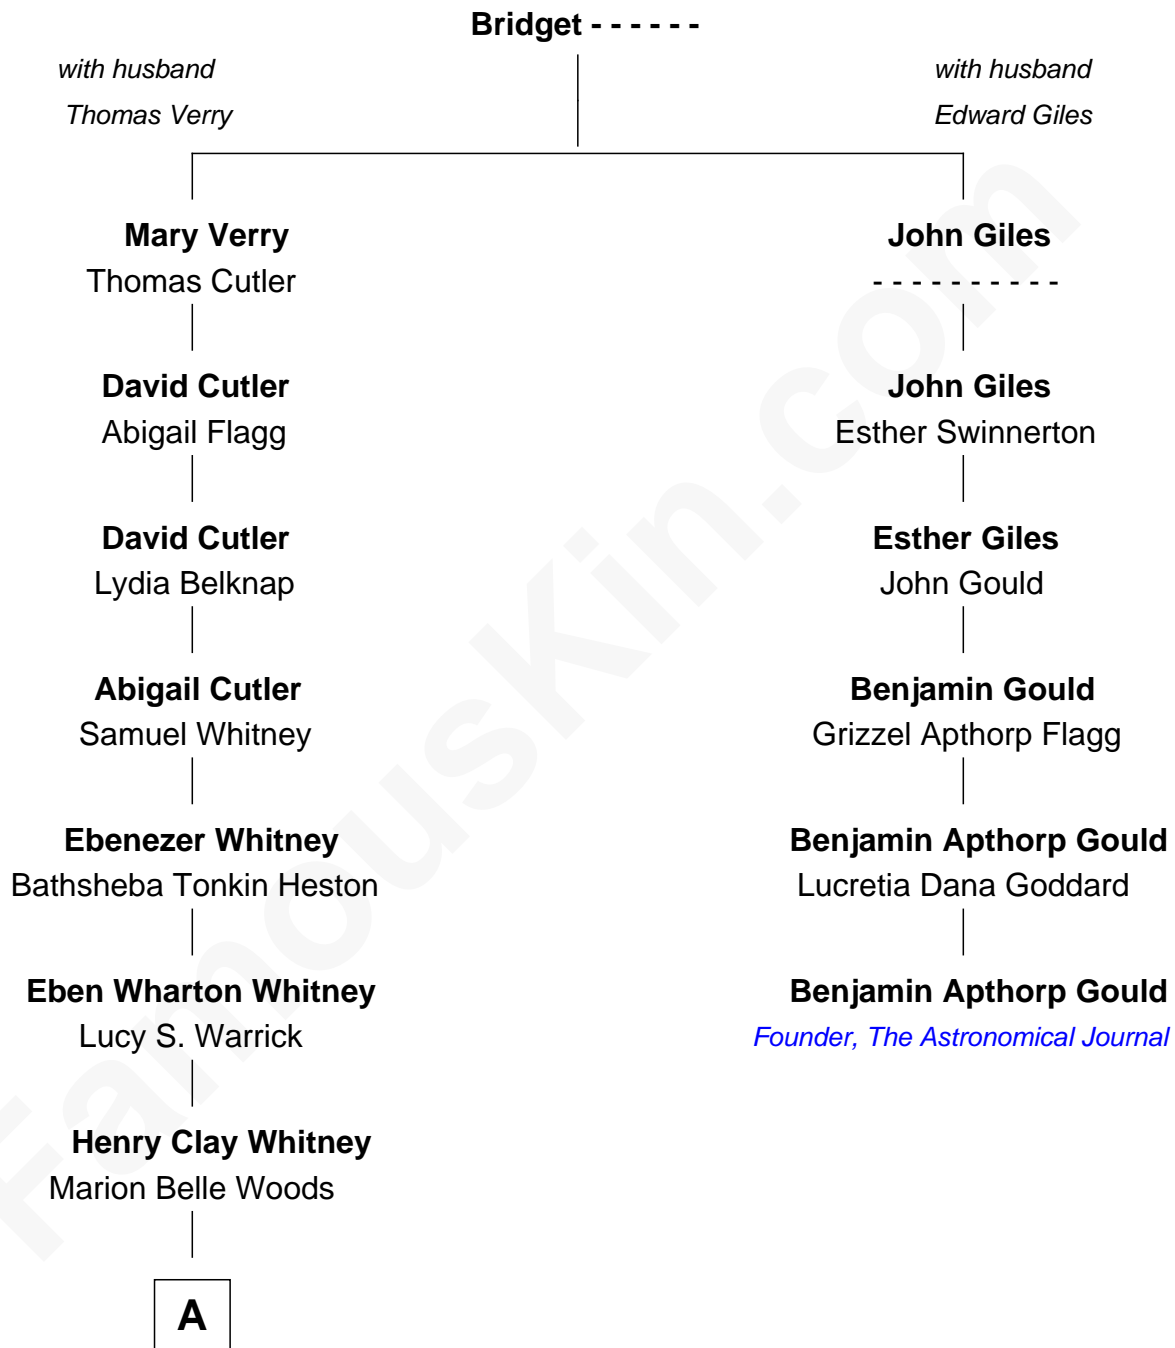 Bridget - - - - - -
with husband
Thomas Verry
with husband
Edward Giles
Mary Verry
Thomas Cutler
John Giles
- - - - - - - - - -
David Cutler
Abigail Flagg
John Giles
Esther Swinnerton
David Cutler
Lydia Belknap
Esther Giles
John Gould
Abigail Cutler
Samuel Whitney
Benjamin Gould
Grizzel Apthorp Flagg
Ebenezer Whitney
Bathsheba Tonkin Heston
Benjamin Apthorp Gould
Lucretia Dana Goddard
Eben Wharton Whitney
Lucy S. Warrick
Benjamin Apthorp Gould
Founder, The Astronomical Journal
Henry Clay Whitney
Marion Belle Woods
A
FamousKin.com